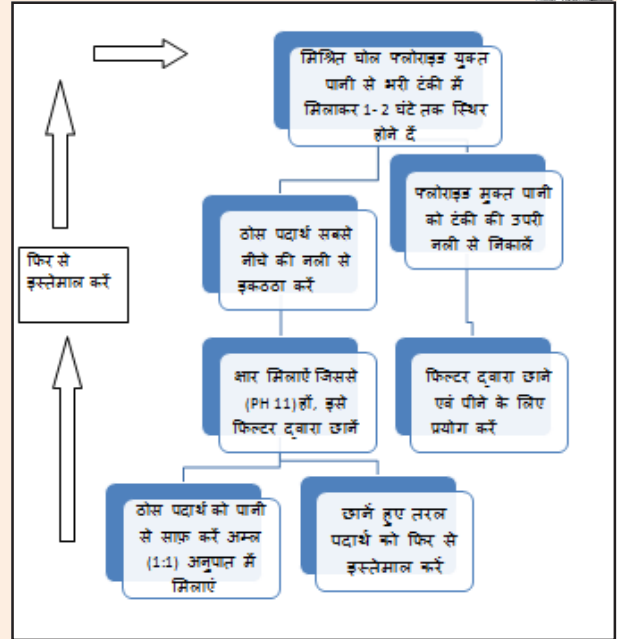 मिश्रित घोल फ्लोराइड युक्त
पानी से भरी टंकी में
मिलाकर 1-2 घंटे तक स्थिर
होने दें
फ्लोराइड मुक्त पानी
को टंकी की उपरी
नली से निकालें
ठोस पदार्थ सबसे
नीचे की नली से
इकठठा करें
फिर से
इस्तेमाल करें
क्षार मिलाऐं जिससे
(PH 11)हों, इसे
फिल्टर द्वारा छानें
फिल्टर द्वारा छाने
एवं पीने के लिए
प्रयोग करें
ठोस पदार्थ को पानी
से साफ़ करें अम्ल
(1:1) अनुपात में
मिलाएं
छानें हुए तरल
पदार्थ को फिर से
इस्तेमाल करें